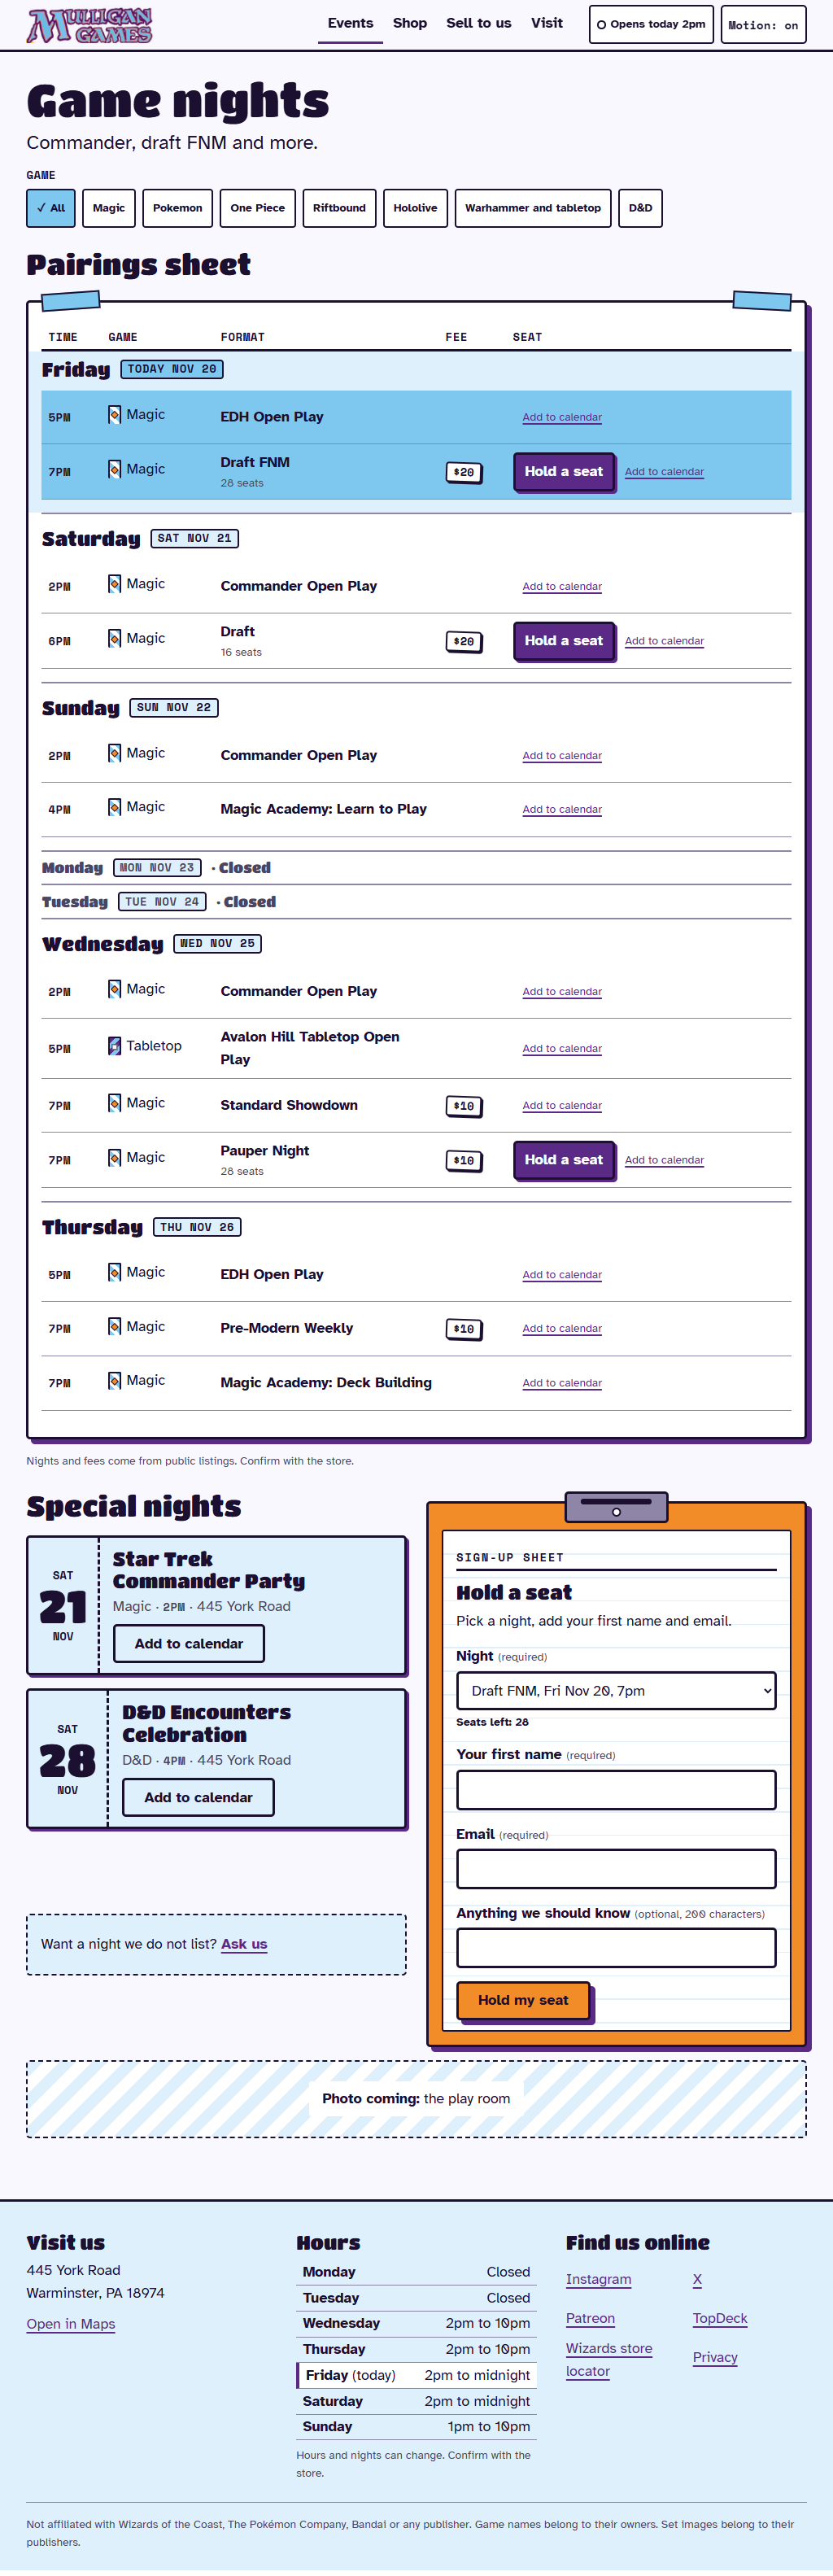 MULLIGAN
GAMES
Events Shop Sell to us Visit Opens today 2pm Motion: on
Game nights
Commander, draft FNM and more.
GAME
✓ All Magic Pokemon One Piece Riftbound Hololive Warhammer and tabletop D&D
Pairings sheet
TIME GAME FORMAT FEE SEAT
Friday TODAY NOV 20
5PM Magic EDH Open Play Add to calendar
7PM Magic Draft FNM $20 Hold a seat Add to calendar
28 seats
Saturday SAT NOV 21
2PM Magic Commander Open Play Add to calendar
6PM Magic Draft $20 Hold a seat Add to calendar
16 seats
Sunday SUN NOV 22
2PM Magic Commander Open Play Add to calendar
4PM Magic Magic Academy: Learn to Play Add to calendar
Monday MON NOV 23 · Closed
Tuesday TUE NOV 24 · Closed
Wednesday WED NOV 25
2PM Magic Commander Open Play Add to calendar
5PM Tabletop Avalon Hill Tabletop Open Add to calendar
Play
7PM Magic Standard Showdown $10 Add to calendar
7PM Magic Pauper Night $10 Hold a seat Add to calendar
28 seats
Thursday THU NOV 26
5PM Magic EDH Open Play Add to calendar
7PM Magic Pre-Modern Weekly $10 Add to calendar
7PM Magic Magic Academy: Deck Building Add to calendar
Nights and fees come from public listings. Confirm with the store.
Special nights
SAT
21
NOV
Star Trek
Commander Party
Magic · 2PM · 445 York Road
Add to calendar
SAT
28
NOV
D&D Encounters
Celebration
D&D · 4PM · 445 York Road
Add to calendar
Want a night we do not list? Ask us
SIGN-UP SHEET
Hold a seat
Pick a night, add your first name and email.
Night (required)
Draft FNM, Fri Nov 20, 7pm
Seats left: 28
Your first name (required)
Email (required)
Anything we should know (optional, 200 characters)
Hold my seat
Photo coming: the play room
Visit us
445 York Road
Warminster, PA 18974
Open in Maps
Hours
Monday Closed
Tuesday Closed
Wednesday 2pm to 10pm
Thursday 2pm to 10pm
Friday (today) 2pm to midnight
Saturday 2pm to midnight
Sunday 1pm to 10pm
Hours and nights can change. Confirm with the
store.
Find us online
Instagram X
Patreon TopDeck
Wizards store
locator
Privacy
Not affiliated with Wizards of the Coast, The Pokémon Company, Bandai or any publisher. Game names belong to their owners. Set images belong to their
publishers.